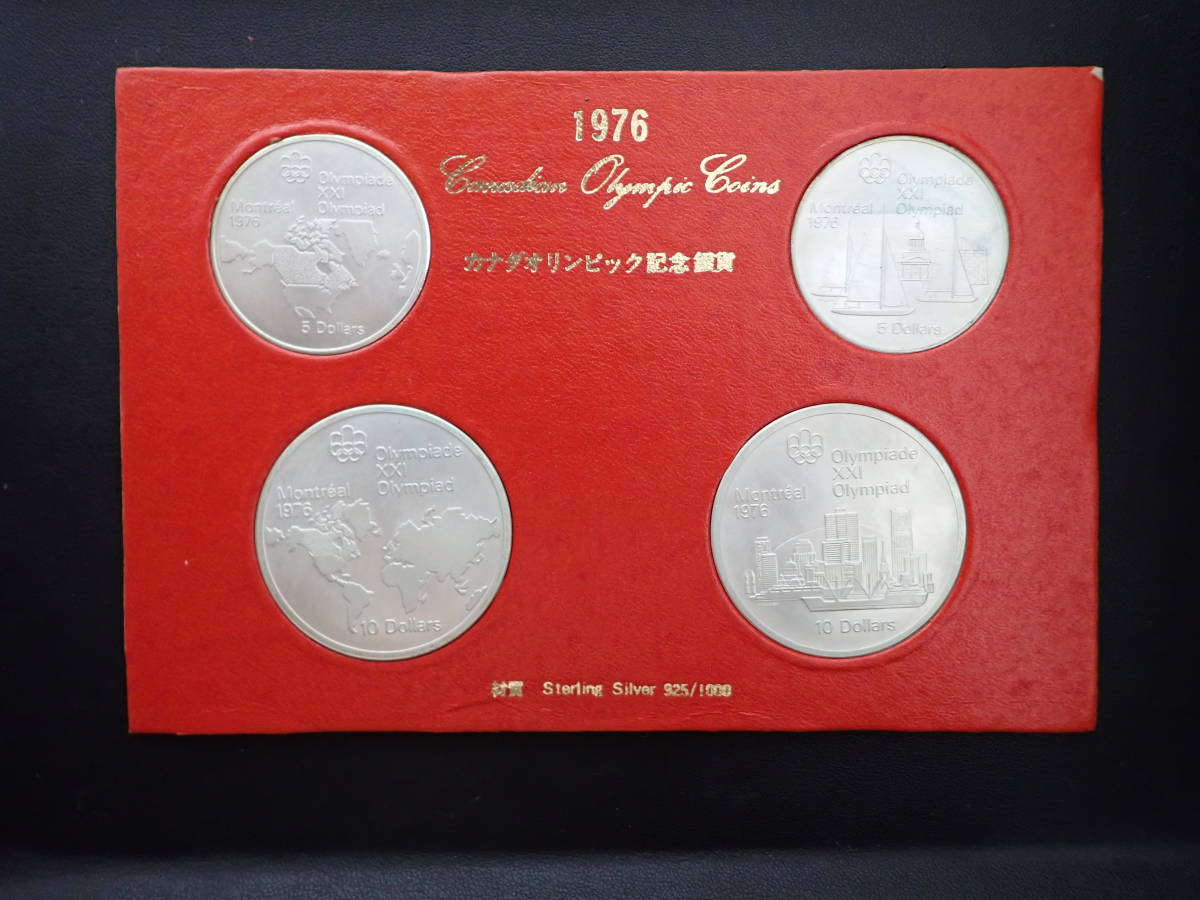 1976
Canadian Olympic Coins
カナダオリンピック記念銀貨
Olympiade
XXI
Olympiad
Montréal
1976
5 Dollars
Olympiade
XXI
Olympiad
Montréal
1976
5 Dollars
Olympiade
XXI
Olympiad
Montréal
1976
10 Dollars
Olympiade
XXI
Olympiad
Montréal
1976
10 Dollars
材質 Sterling Silver 925/1000